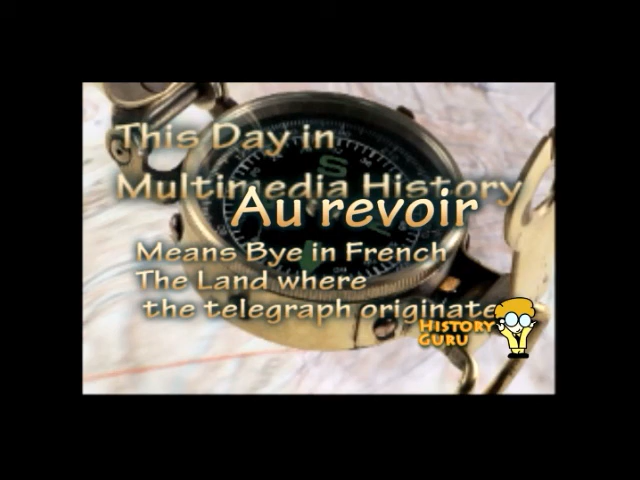 This Day in
Multimedia History
Au revoir
Means Bye in French
The Land where
the telegraph originate
HISTORY
GURU